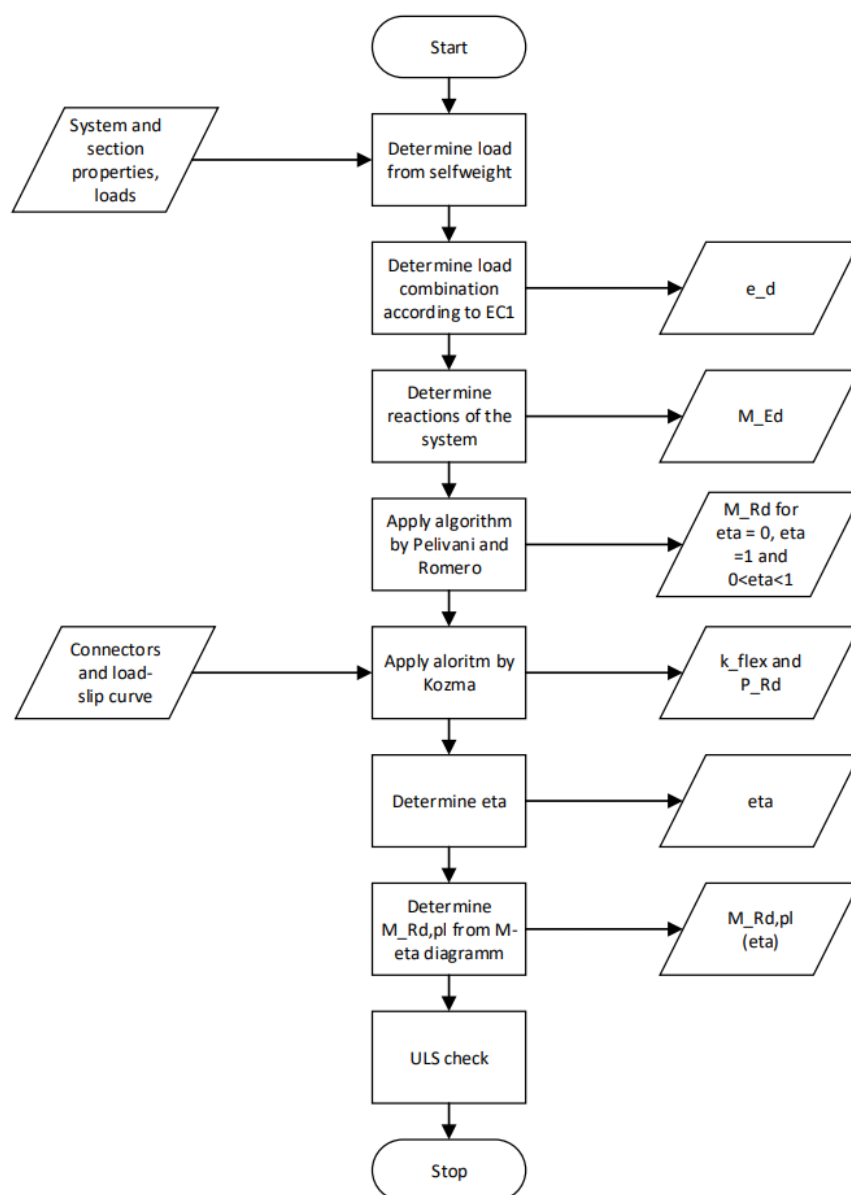 Start
System and
section
properties,
loads
Determine load
from selfweight
Determine load
combination
according to EC1
e_d
Determine
reactions of the
system
M_Ed
Apply algorithm
by Pelivani and
Romero
M_Rd for
eta = 0, eta
=1 and
0<eta<1
Connectors
and load-
slip curve
Apply aloritm by
Kozma
k_flex and
P_Rd
Determine eta
eta
Determine
M_Rd,pl from M-
eta diagramm
M_Rd,pl
(eta)
ULS check
Stop